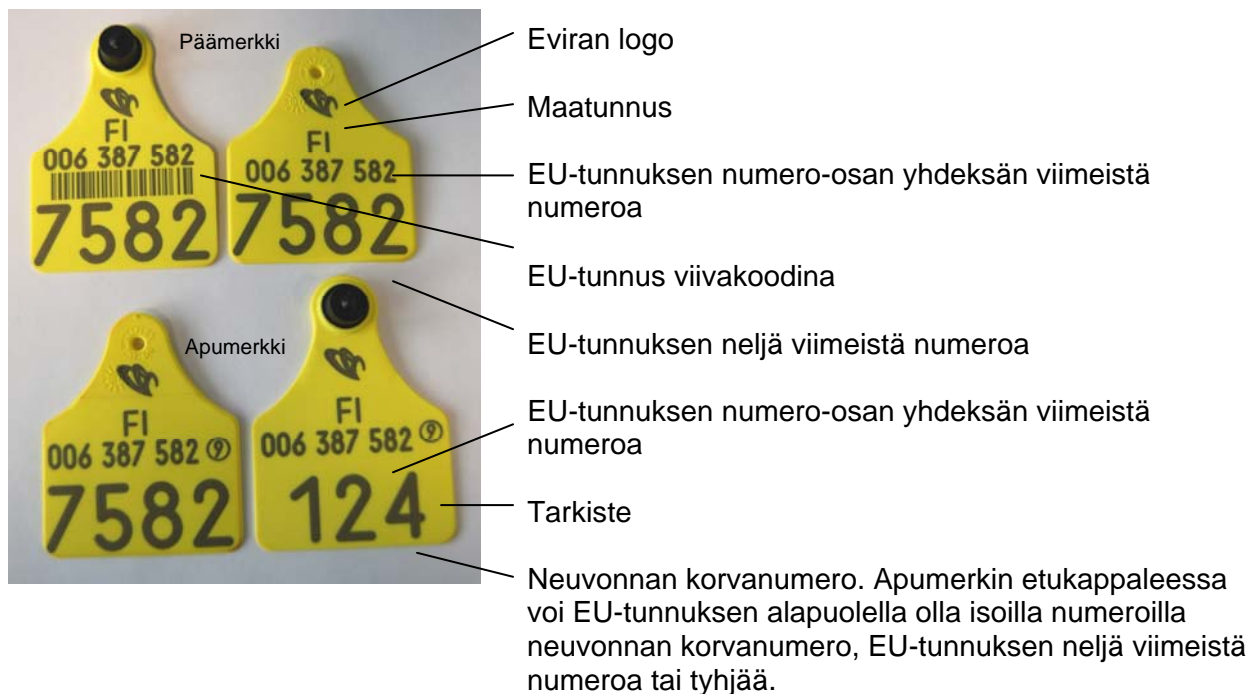 Päämerkki
FI
006 387 582
7582
FI
006 387 582
7582
Apumerkki
FI
006 387 582 9
7582
FI
006 387 582 9
124
Eviran logo
Maatunnus
EU-tunnuksen numero-osan yhdeksän viimeistä
numeroa
EU-tunnus viivakoodina
EU-tunnuksen neljä viimeistä numeroa
EU-tunnuksen numero-osan yhdeksän viimeistä
numeroa
Tarkiste
Neuvonnan korvanumero. Apumerkin etukappaleessa
voi EU-tunnuksen alapuolella olla isoilla numeroilla
neuvonnan korvanumero, EU-tunnuksen neljä viimeistä
numeroa tai tyhjää.